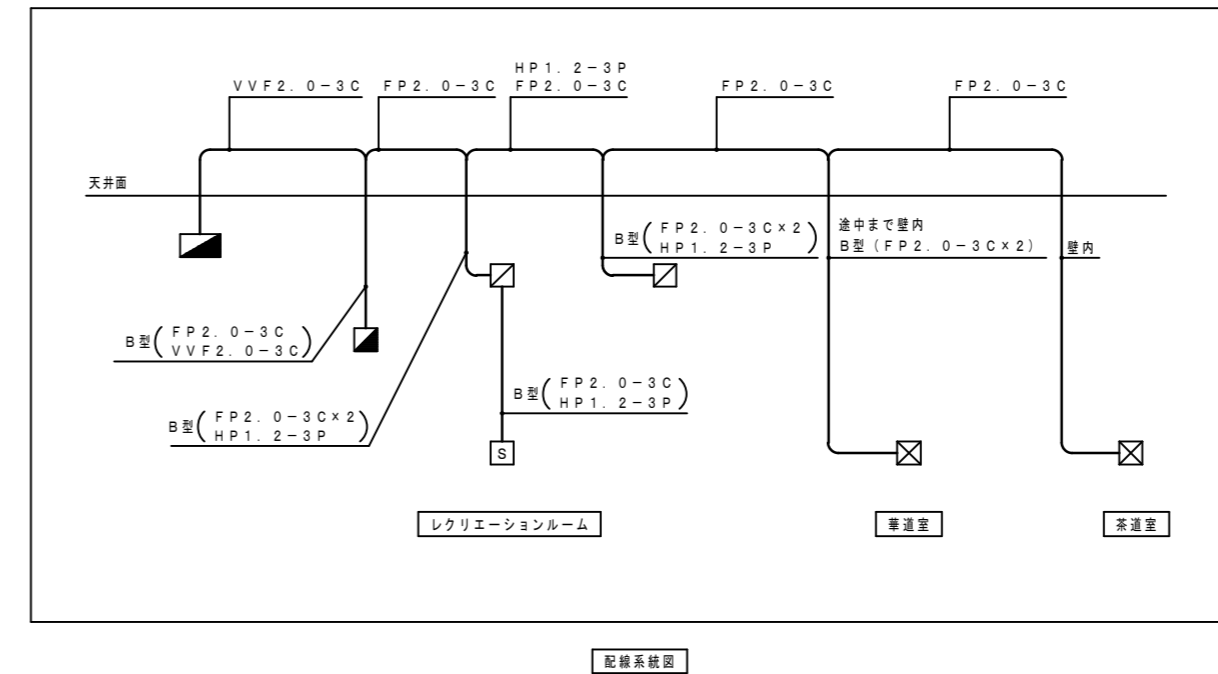 HP1.2-3P
VVF2.0-3C FP2.0-3C FP2.0-3C FP2.0-3C FP2.0-3C
天井面
途中まで壁内
B型(FP2.0-3C×2)
B型(FP2.0-3C×2
HP1.2-3P)
壁内
B型(FP2.0-3C
VVF2.0-3C)
B型(FP2.0-3C
HP1.2-3P)
B型(FP2.0-3C×2
HP1.2-3P)
S
レクリエーションルーム
華道室
茶道室
配線系統図